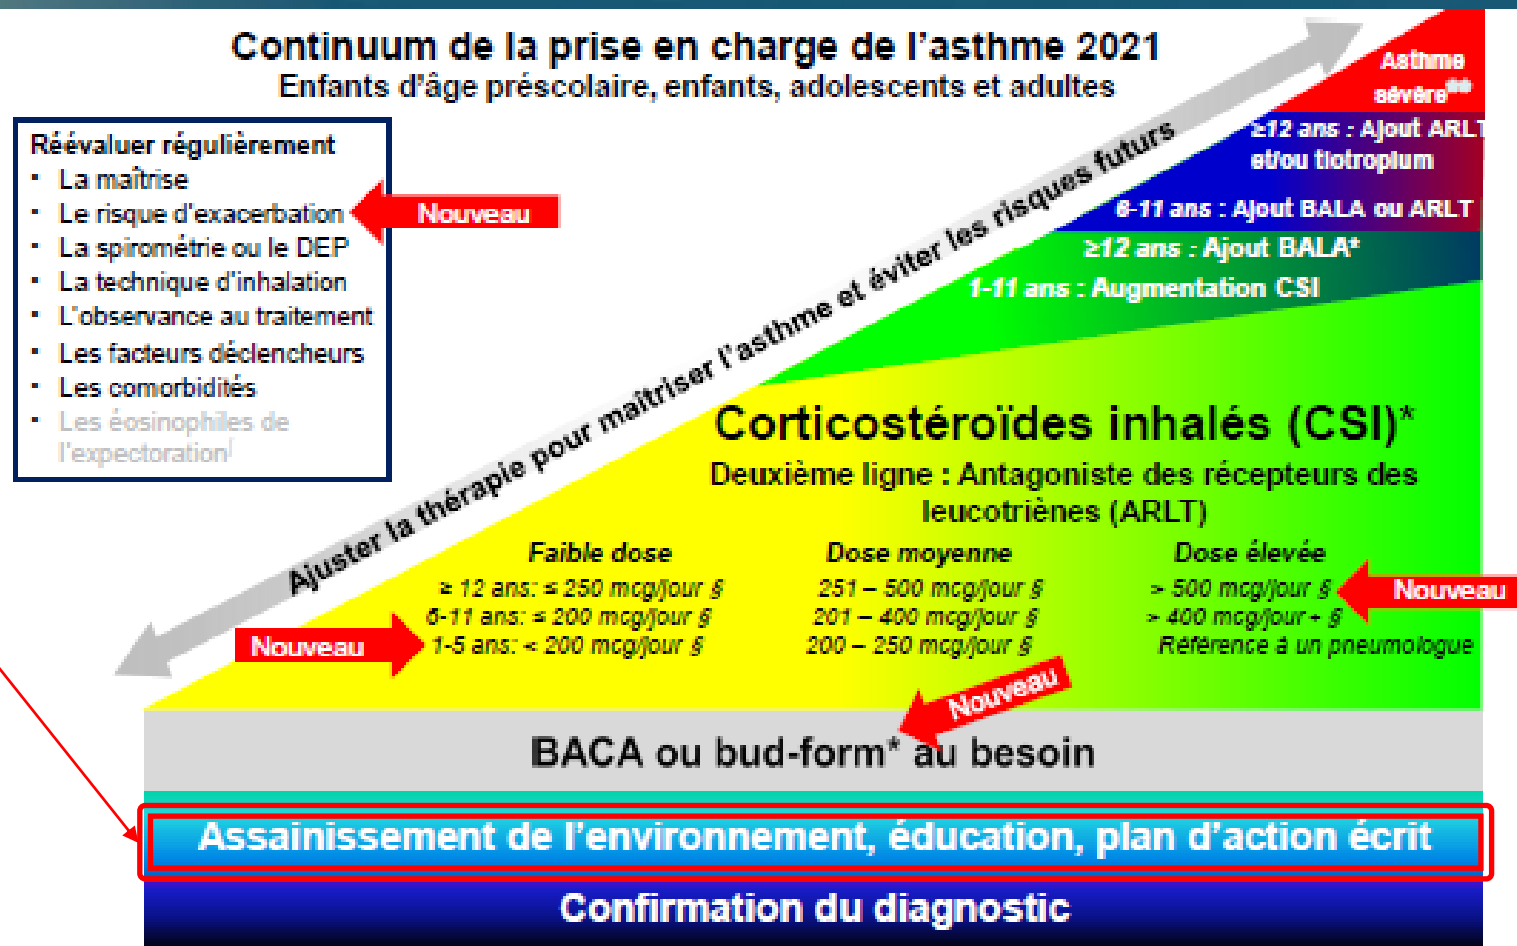 Continuum de la prise en charge de l'asthme 2021
Enfants d'âge préscolaire, enfants, adolescents et adultes
Réévaluer régulièrement
▪ La maîtrise
▪ Le risque d'exacerbation
Nouveau
▪ La spirométrie ou le DEP
▪ La technique d'inhalation
▪ L'observance au traitement
▪ Les facteurs déclencheurs
▪ Les comorbidités
▪ Les éosinophiles de
l'expectoration⌠
Ajuster la thérapie pour maîtriser l'asthme et éviter les risques futurs
Asthme
sévère**
≥12 ans : Ajout ARLT
et/ou tiotropium
6-11 ans : Ajout BALA ou ARLT
≥12 ans : Ajout BALA*
1-11 ans : Augmentation CSI
Corticostéroïdes inhalés (CSI)*
Deuxième ligne : Antagoniste des récepteurs des
leucotriènes (ARLT)
Faible dose Dose moyenne Dose élevée
≥ 12 ans: ≤ 250 mcg/jour § 251 – 500 mcg/jour § > 500 mcg/jour §
Nouveau
6-11 ans: ≤ 200 mcg/jour § 201 – 400 mcg/jour § > 400 mcg/jour + §
Nouveau
1-5 ans: < 200 mcg/jour § 200 – 250 mcg/jour § Référence à un pneumologue
Nouveau
BACA ou bud-form* au besoin
Assainissement de l'environnement, éducation, plan d'action écrit
Confirmation du diagnostic